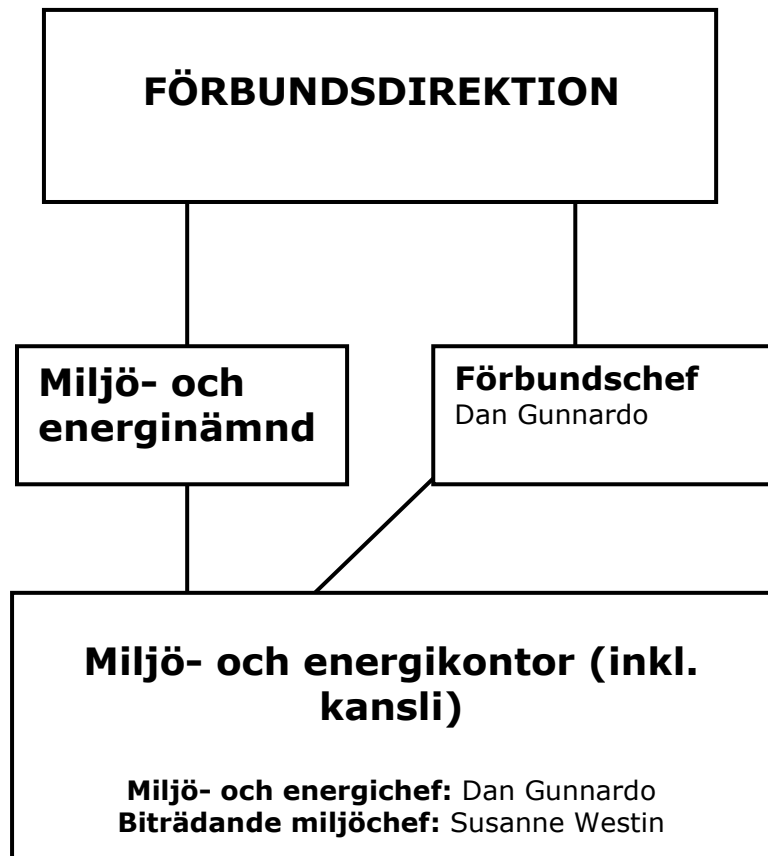 FÖRBUNDSDIREKTION
Miljö- och
energinämnd
Förbundschef
Dan Gunnardo
Miljö- och energikontor (inkl.
kansli)
Miljö- och energichef: Dan Gunnardo
Biträdande miljöchef: Susanne Westin